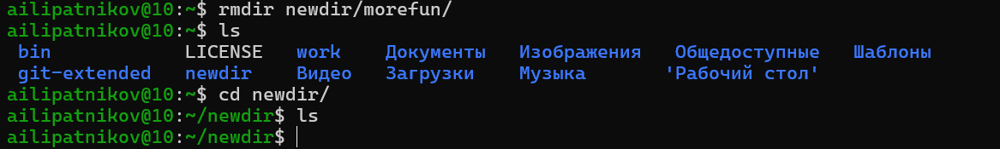 ailipatnikov@10:~$ rmdir newdir/morefun/
ailipatnikov@10:~$ ls
bin LICENSE work Документы Изображения Общедоступные Шаблоны
git-extended newdir Видео Загрузки Музыка 'Рабочий стол'
ailipatnikov@10:~$ cd newdir/
ailipatnikov@10:~/newdir$ ls
ailipatnikov@10:~/newdir$